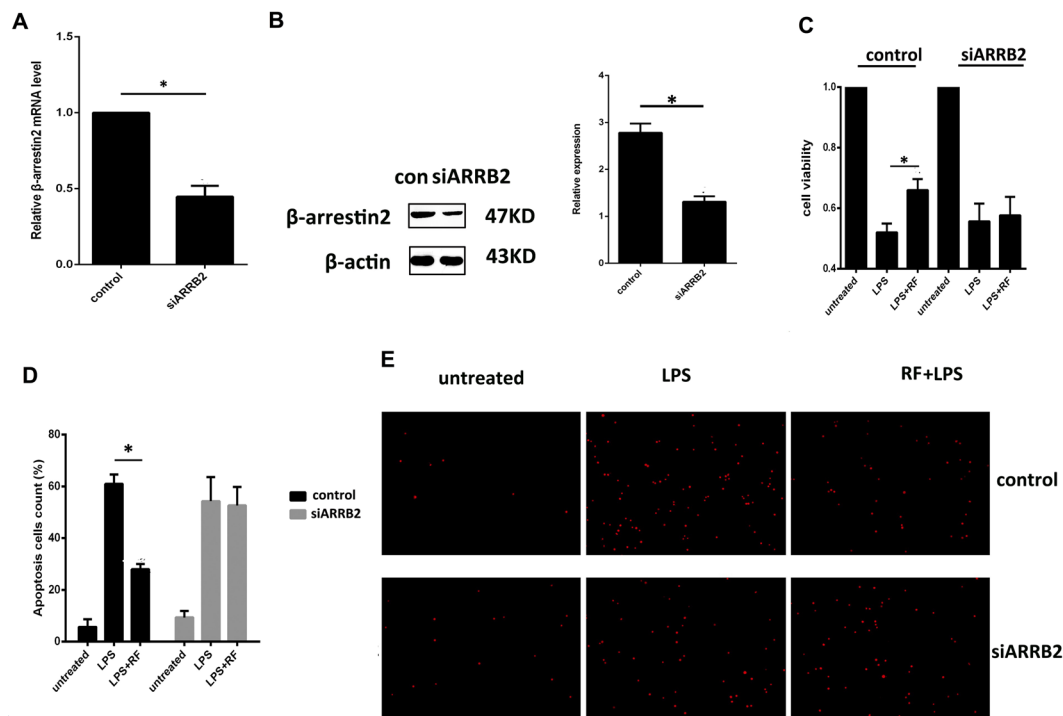 A
Relative β-arrestin2 mRNA level
1.5
1.0
0.5
0.0
*
control
siARRB2
B
con siARRB2
β-arrestin2
47KD
β-actin
43KD
Relative expression
4
3
2
1
0
*
control
siARRB2
C
control
siARRB2
cell viability
1.0
0.8
0.6
0.4
*
untreated
LPS
LPS+RF
untreated
LPS
LPS+RF
D
Apoptosis cells count (%)
80
60
40
20
0
*
control
siARRB2
untreated
LPS
LPS+RF
untreated
LPS
LPS+RF
E
untreated
LPS
RF+LPS
control
siARRB2